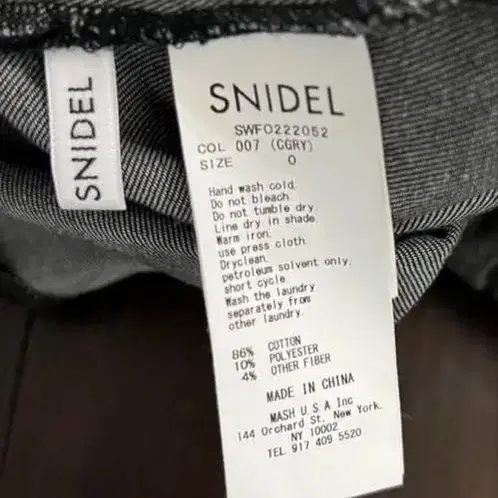 SNIDEL
SNIDEL
SWFO222052
COL 007 (CGRY)
SIZE 0
Hand wash cold.
Do not bleach.
Do not tumble dry.
Line dry in shade.
Warm iron.
use press cloth.
Dryclean.
petroleum solvent only.
short cycle
Wash the laundry
separately from
other laundry.
86% COTTON
10% POLYESTER
4% OTHER FIBER
MADE IN CHINA
MASH U.S.A Inc
144 Orchard St. New York.
NY 10002
TEL 917 409 5520